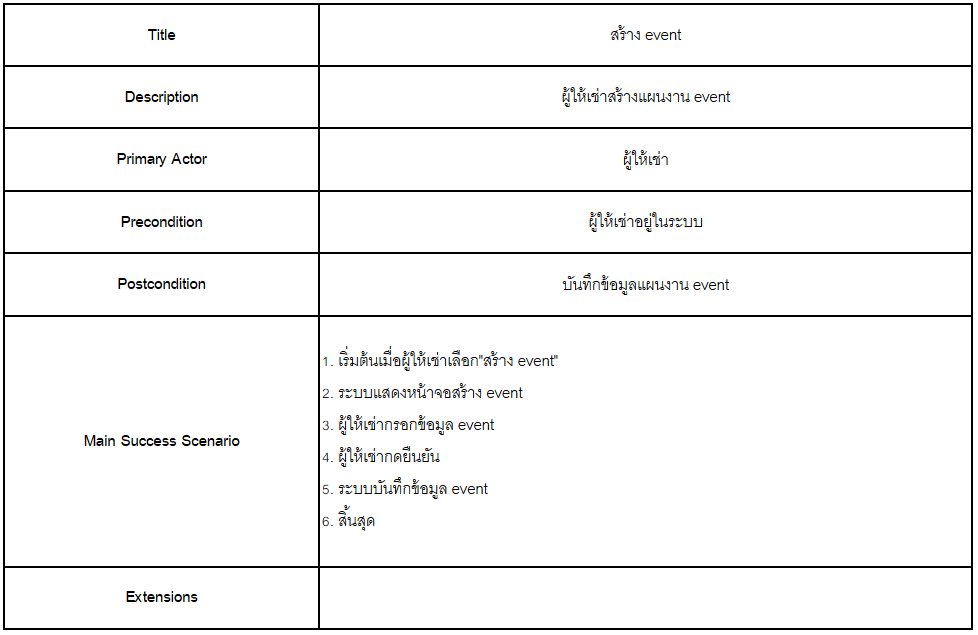 Title
สร้าง event
Description
ผู้ให้เช่าสร้างแผนงาน event
Primary Actor
ผู้ให้เช่า
Precondition
ผู้ให้เช่าอยู่ในระบบ
Postcondition
บันทึกข้อมูลแผนงาน event
Main Success Scenario
1. เริ่มต้นเมื่อผู้ให้เช่าเลือก"สร้าง event"
2. ระบบแสดงหน้าจอสร้าง event
3. ผู้ให้เช่ากรอกข้อมูล event
4. ผู้ให้เช่ากดยืนยัน
5. ระบบบันทึกข้อมูล event
6. สิ้นสุด
Extensions